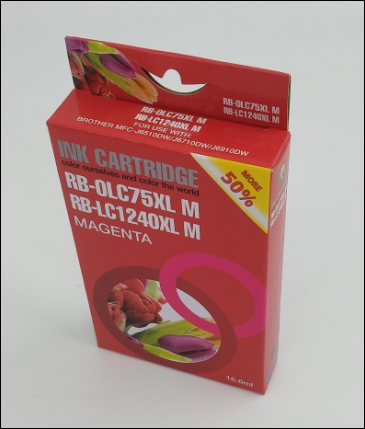 RB-OLC75XL M
RB-LC1240XL M
FOR USE WITH:
BROTHER MFC-J6510DW/J6710DW/J6910DW
RB-OLC75XL M
RB-LC1240XL M
INK CARTRIDGE
color ourselves and color the world
RB-OLC75XL M
RB-LC1240XL M
MAGENTA
MORE
50%
16.6ml